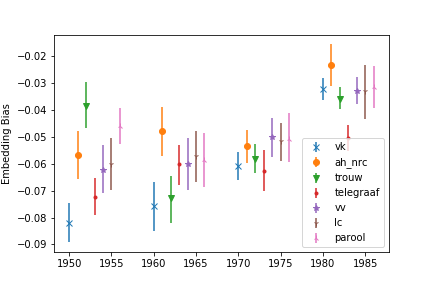 Embedding Bias
−0.02
−0.03
−0.04
−0.05
−0.06
−0.07
−0.08
−0.09
1950 1955 1960 1965 1970 1975 1980 1985
vk
ah_nrc
trouw
telegraaf
vv
lc
parool